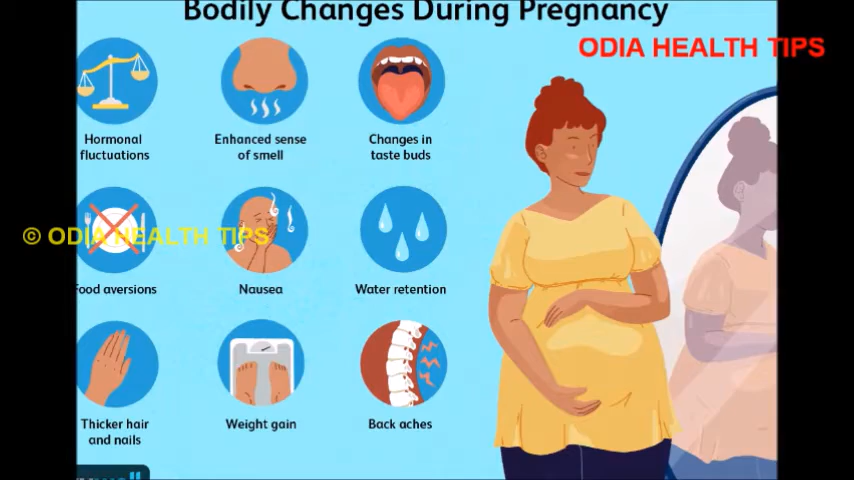 Bodily Changes During Pregnancy
ODIA HEALTH TIPS
Hormonal
fluctuations
Enhanced sense
of smell
Changes in
taste buds
© ODIA HEALTH TIPS
Food aversions
Nausea
Water retention
Thicker hair
and nails
Weight gain
Back aches